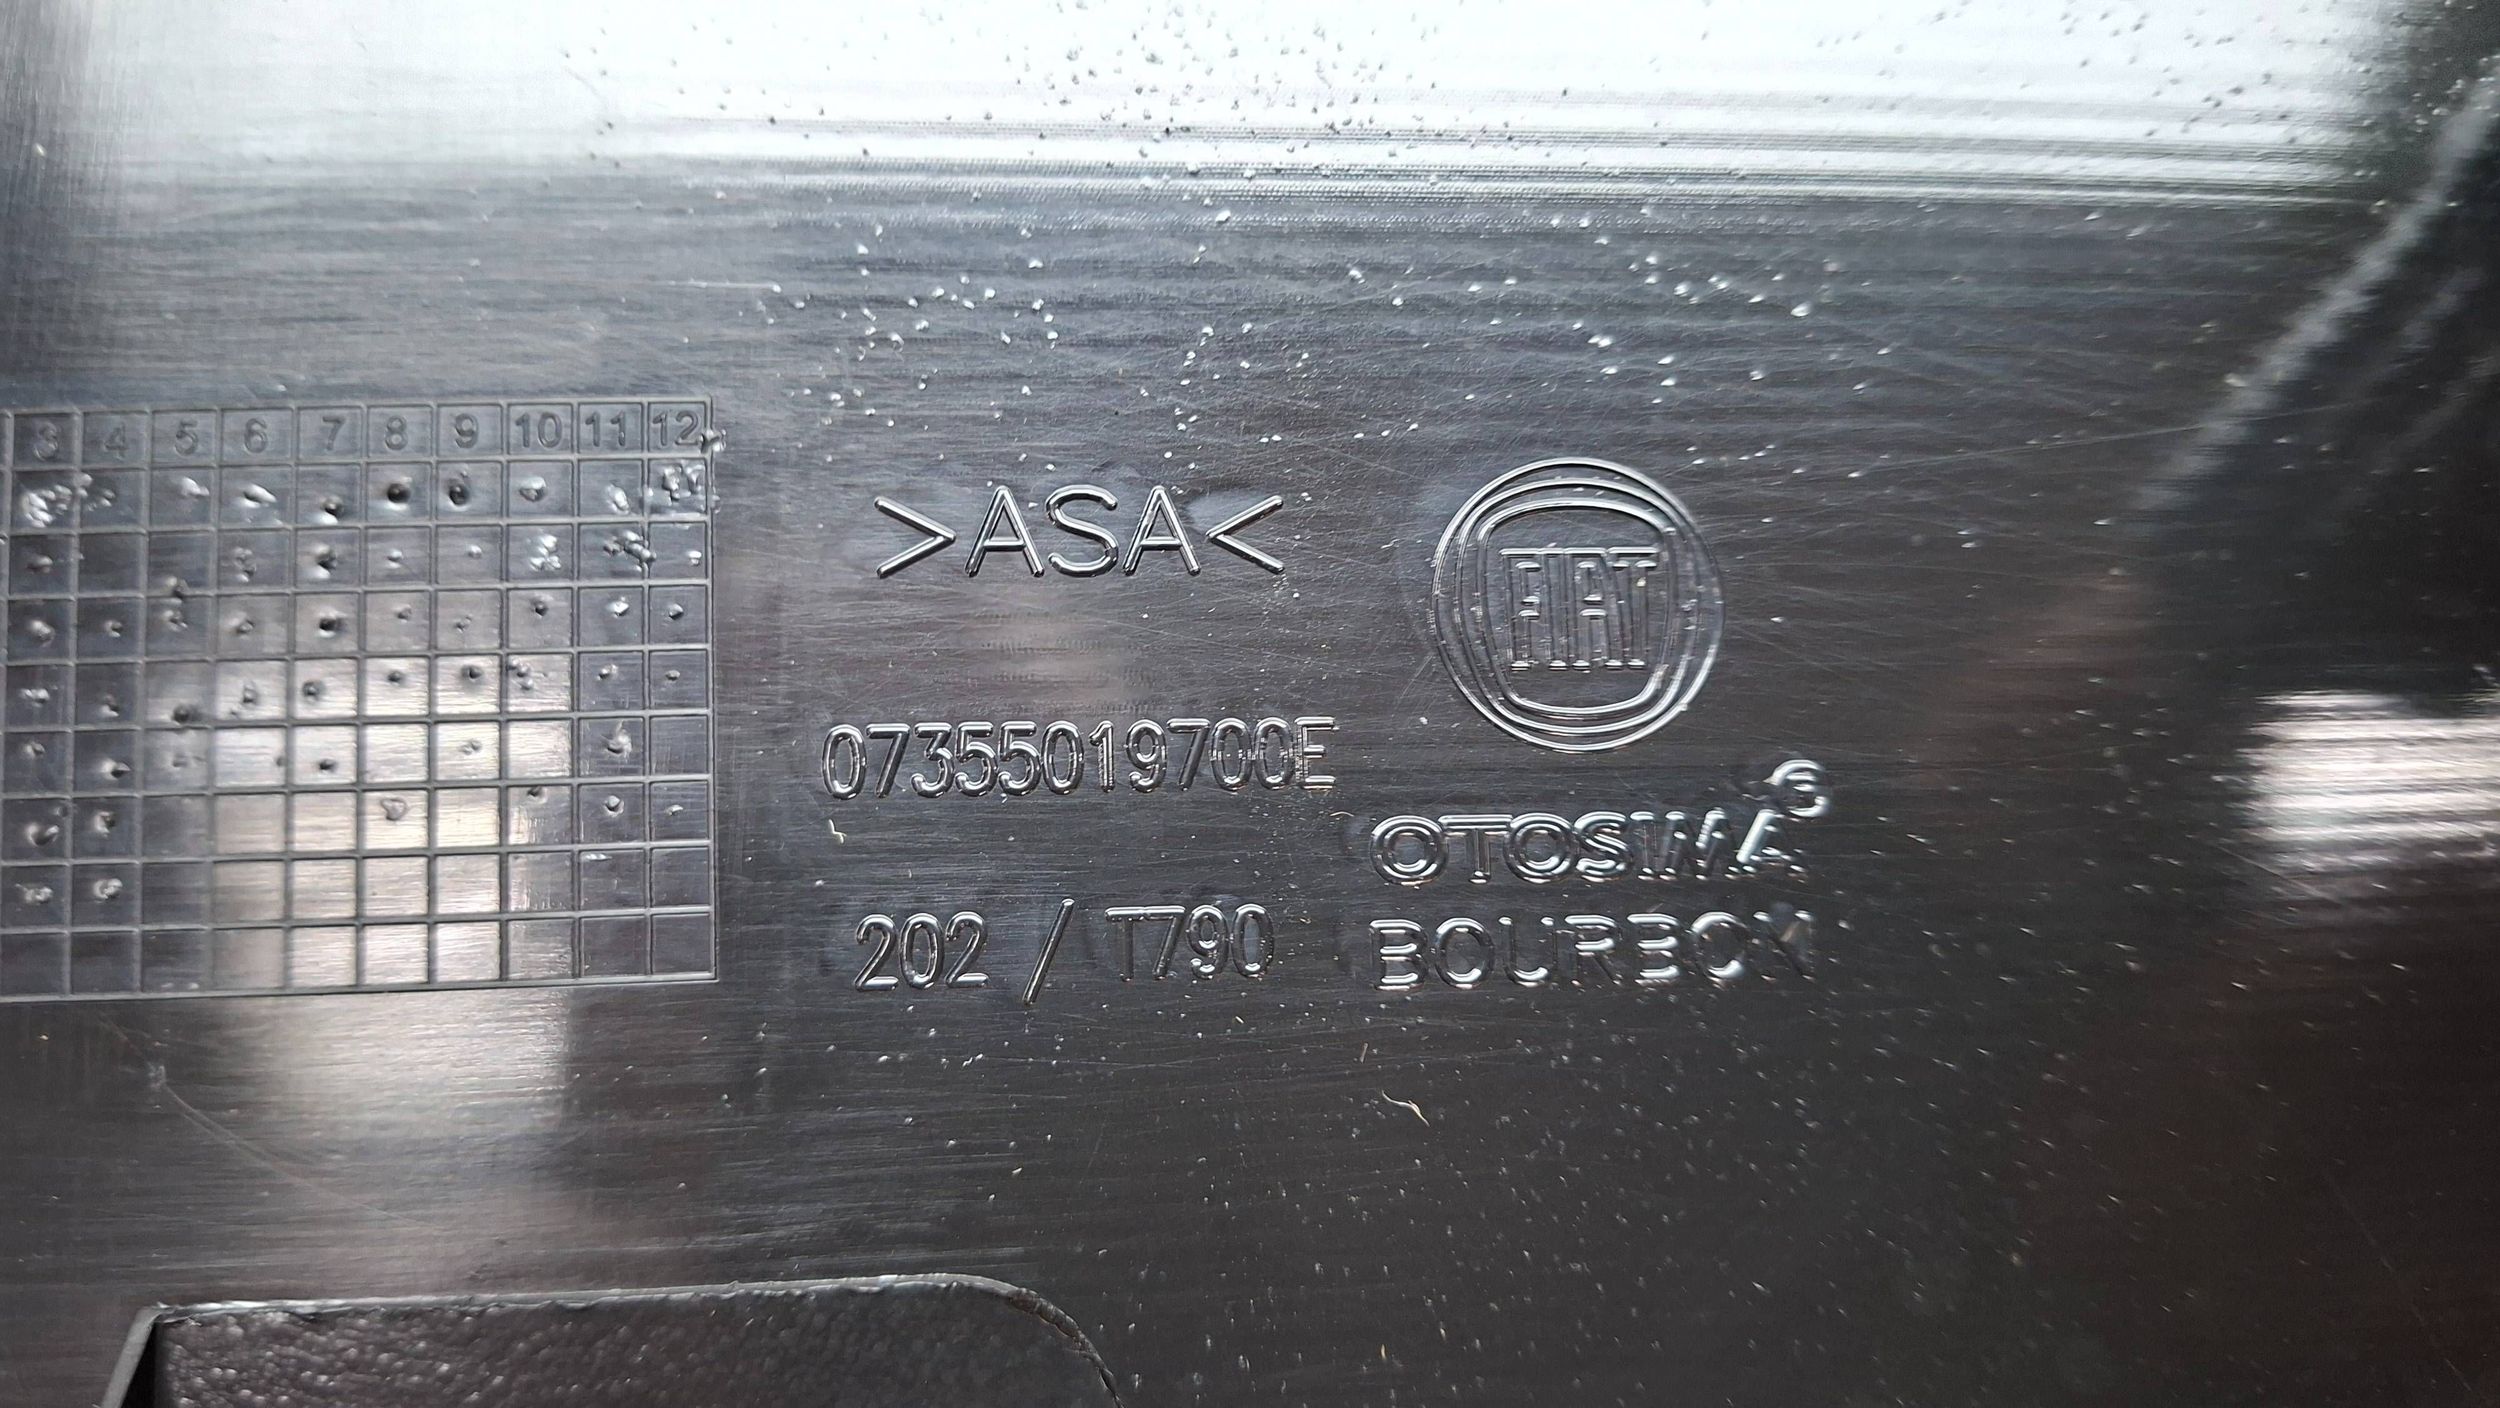 3 4 5 6 7 8 9 10 11 12
>ASA<
FIAT
07355019700E
OTOSIMA
202 / T790
BOURBON